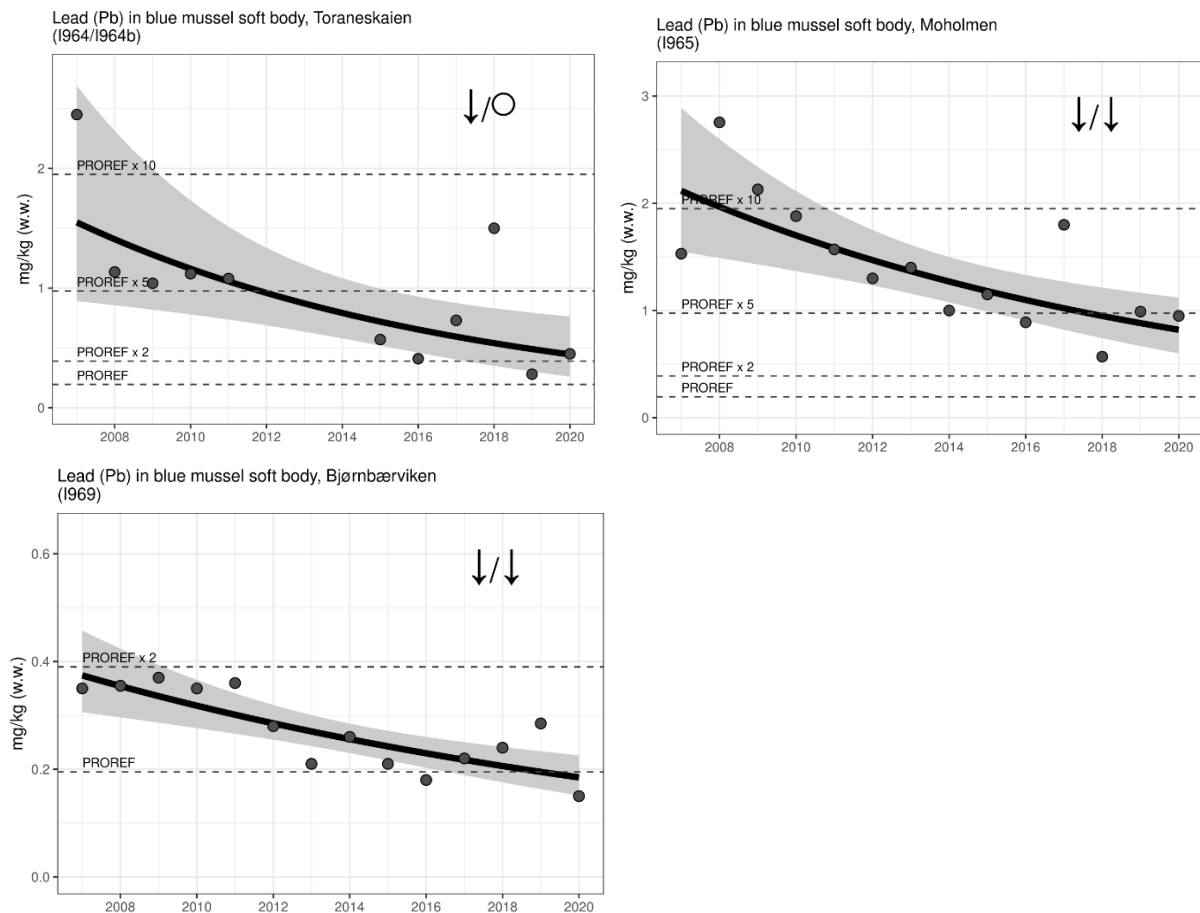 Lead (Pb) in blue mussel soft body, Toraneskaien
(I964/I964b)
↓/○
PROREF x 10
PROREF x 5
PROREF x 2
PROREF
mg/kg (w.w.)
2
1
0
2008 2010 2012 2014 2016 2018 2020
Lead (Pb) in blue mussel soft body, Moholmen
(I965)
↓/↓
PROREF x 10
PROREF x 5
PROREF x 2
PROREF
mg/kg (w.w.)
3
2
1
0
2008 2010 2012 2014 2016 2018 2020
Lead (Pb) in blue mussel soft body, Bjørnbærviken
(I969)
↓/↓
PROREF x 2
PROREF
mg/kg (w.w.)
0.6
0.4
0.2
0.0
2008 2010 2012 2014 2016 2018 2020